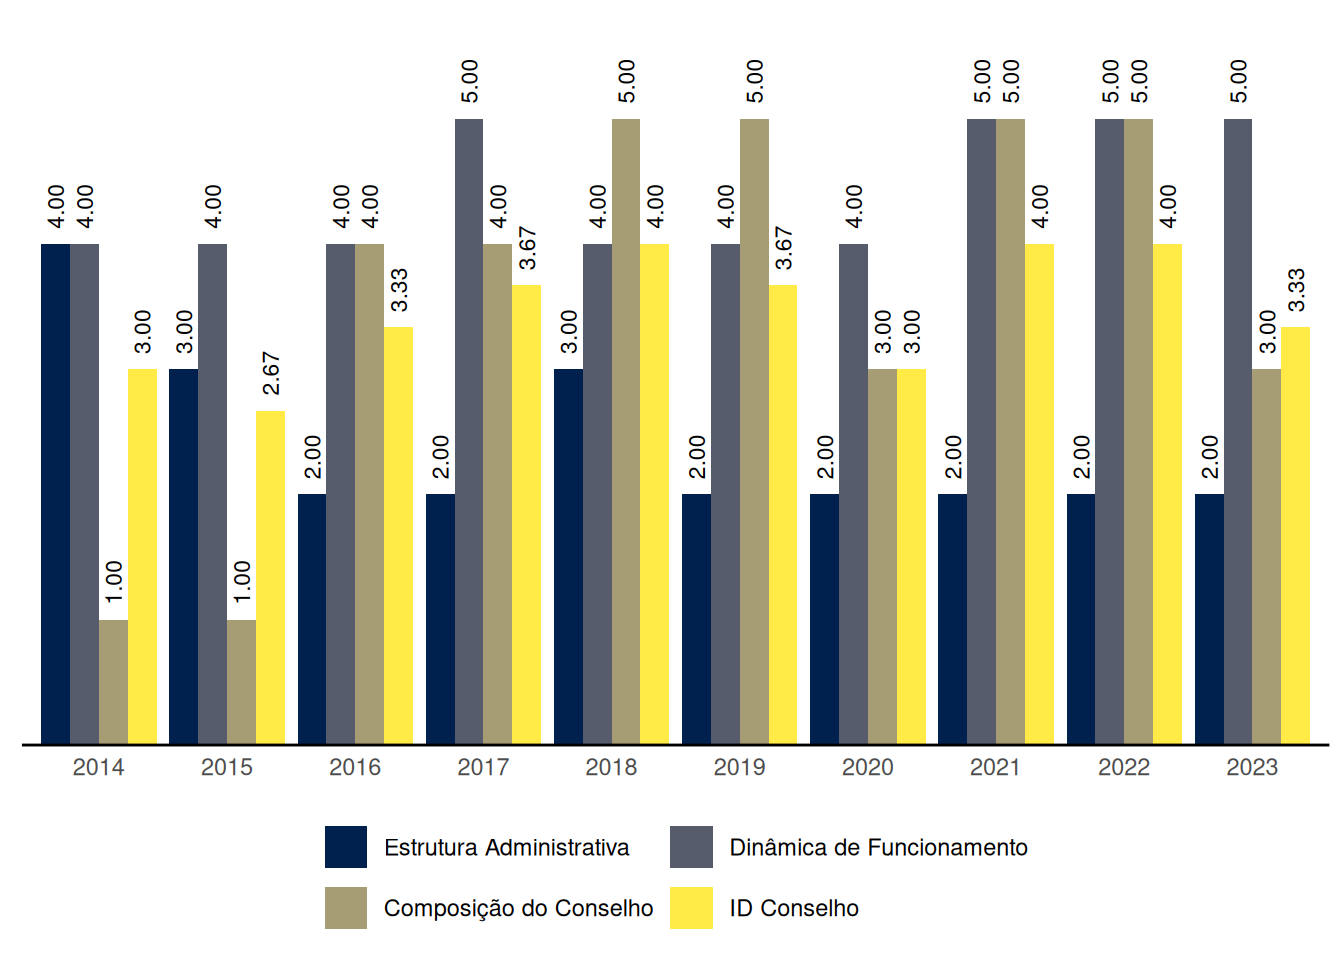 4.00 4.00 1.00 3.00 3.00 4.00 1.00 2.67 2.00 4.00 4.00 3.33 2.00 5.00 4.00 3.67 3.00 4.00 5.00 4.00 2.00 4.00 5.00 3.67 2.00 4.00 3.00 3.00 2.00 5.00 5.00 4.00 2.00 5.00 5.00 4.00 2.00 5.00 3.00 3.33
2014 2015 2016 2017 2018 2019 2020 2021 2022 2023
Estrutura Administrativa Dinâmica de Funcionamento
Composição do Conselho ID Conselho